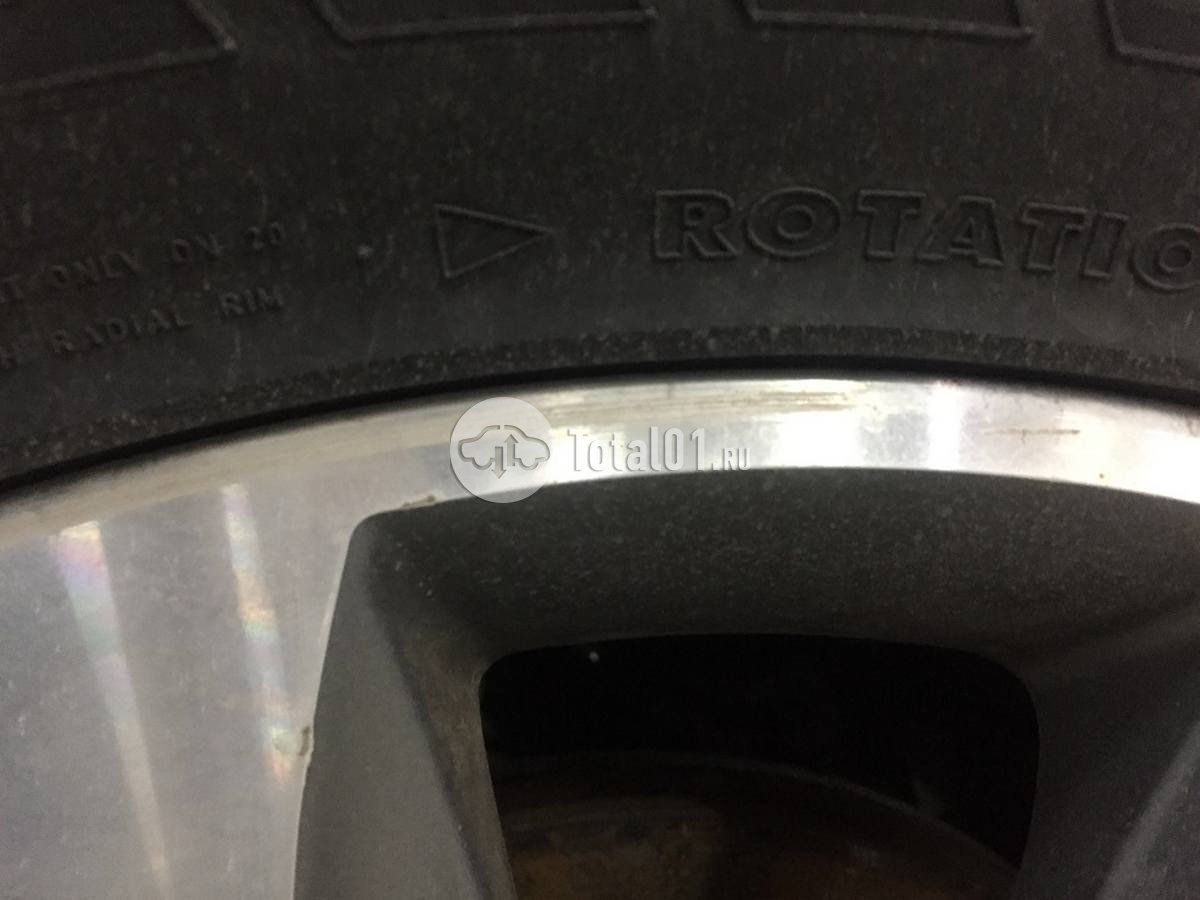 ROTATIO
ONLY ON 20
RADIAL RIM
Total01.RU